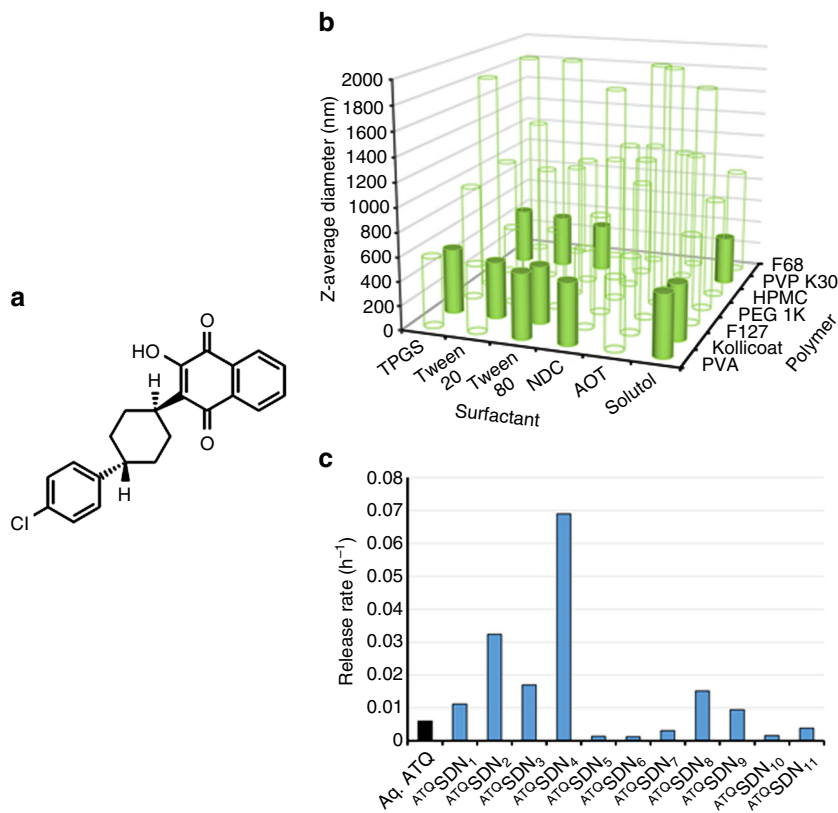 a
HO
O
H
O
H
Cl
b
Z-average diameter (nm)
2000
1800
1600
1400
1200
1000
800
600
400
200
0
TPGS
Tween 20
Tween 80
NDC
AOT
Solutol
Surfactant
F68
PVP K30
HPMC
PEG 1K
F127
Kollicoat
PVA
Polymer
c
Release rate (h⁻¹)
0.08
0.07
0.06
0.05
0.04
0.03
0.02
0.01
0
Aq. ATQ
ᴬᵀQSDN₁
ᴬᵀQSDN₂
ᴬᵀQSDN₃
ᴬᵀQSDN₄
ᴬᵀQSDN₅
ᴬᵀQSDN₆
ᴬᵀQSDN₇
ᴬᵀQSDN₈
ᴬᵀQSDN₉
ᴬᵀQSDN₁₀
ᴬᵀQSDN₁₁